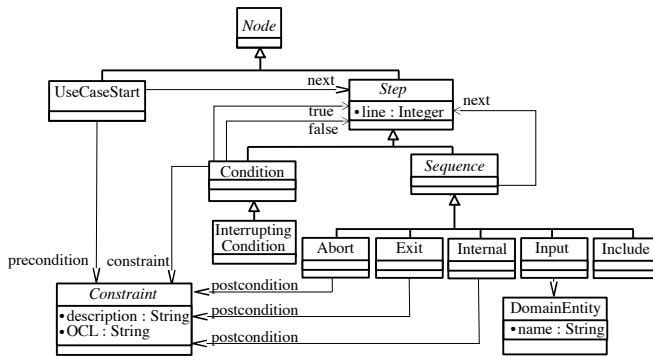 Node
UseCaseStart
next
Step
• line : Integer
next
true
false
Condition
Sequence
Interrupting
Condition
Abort
Exit
Internal
Input
Include
precondition
constraint
Constraint
• description : String
• OCL : String
postcondition
postcondition
postcondition
DomainEntity
• name : String